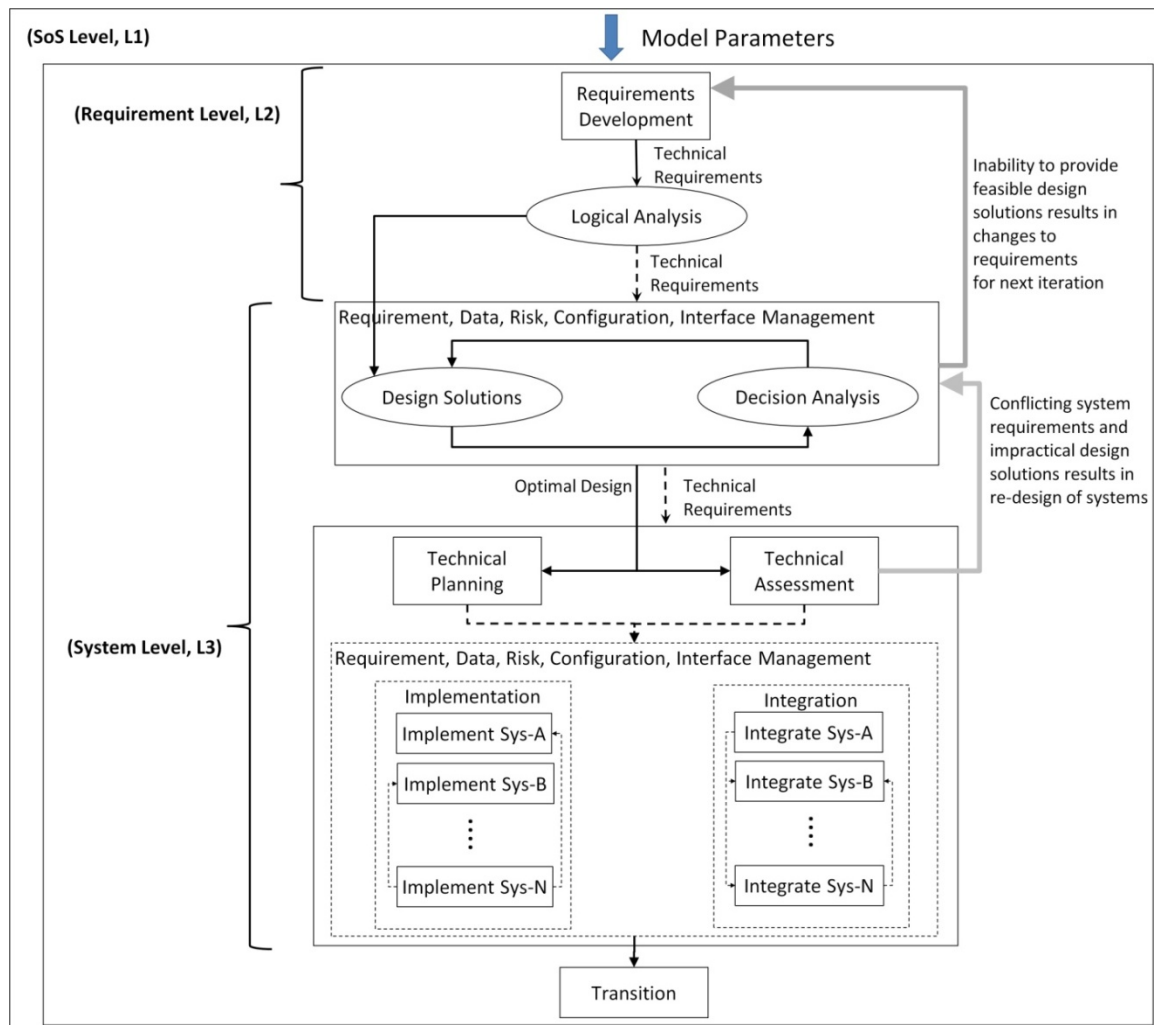 (SoS Level, L1)
Model Parameters
(Requirement Level, L2)
Requirements
Development
Technical
Requirements
Logical Analysis
Technical
Requirements
Inability to provide
feasible design
solutions results in
changes to
requirements
for next iteration
Requirement, Data, Risk, Configuration, Interface Management
Design Solutions
Decision Analysis
Conflicting system
requirements and
impractical design
solutions results in
re-design of systems
Optimal Design
Technical
Requirements
(System Level, L3)
Technical
Planning
Technical
Assessment
Requirement, Data, Risk, Configuration, Interface Management
Implementation
Implement Sys-A
Implement Sys-B
Implement Sys-N
Integration
Integrate Sys-A
Integrate Sys-B
Integrate Sys-N
Transition